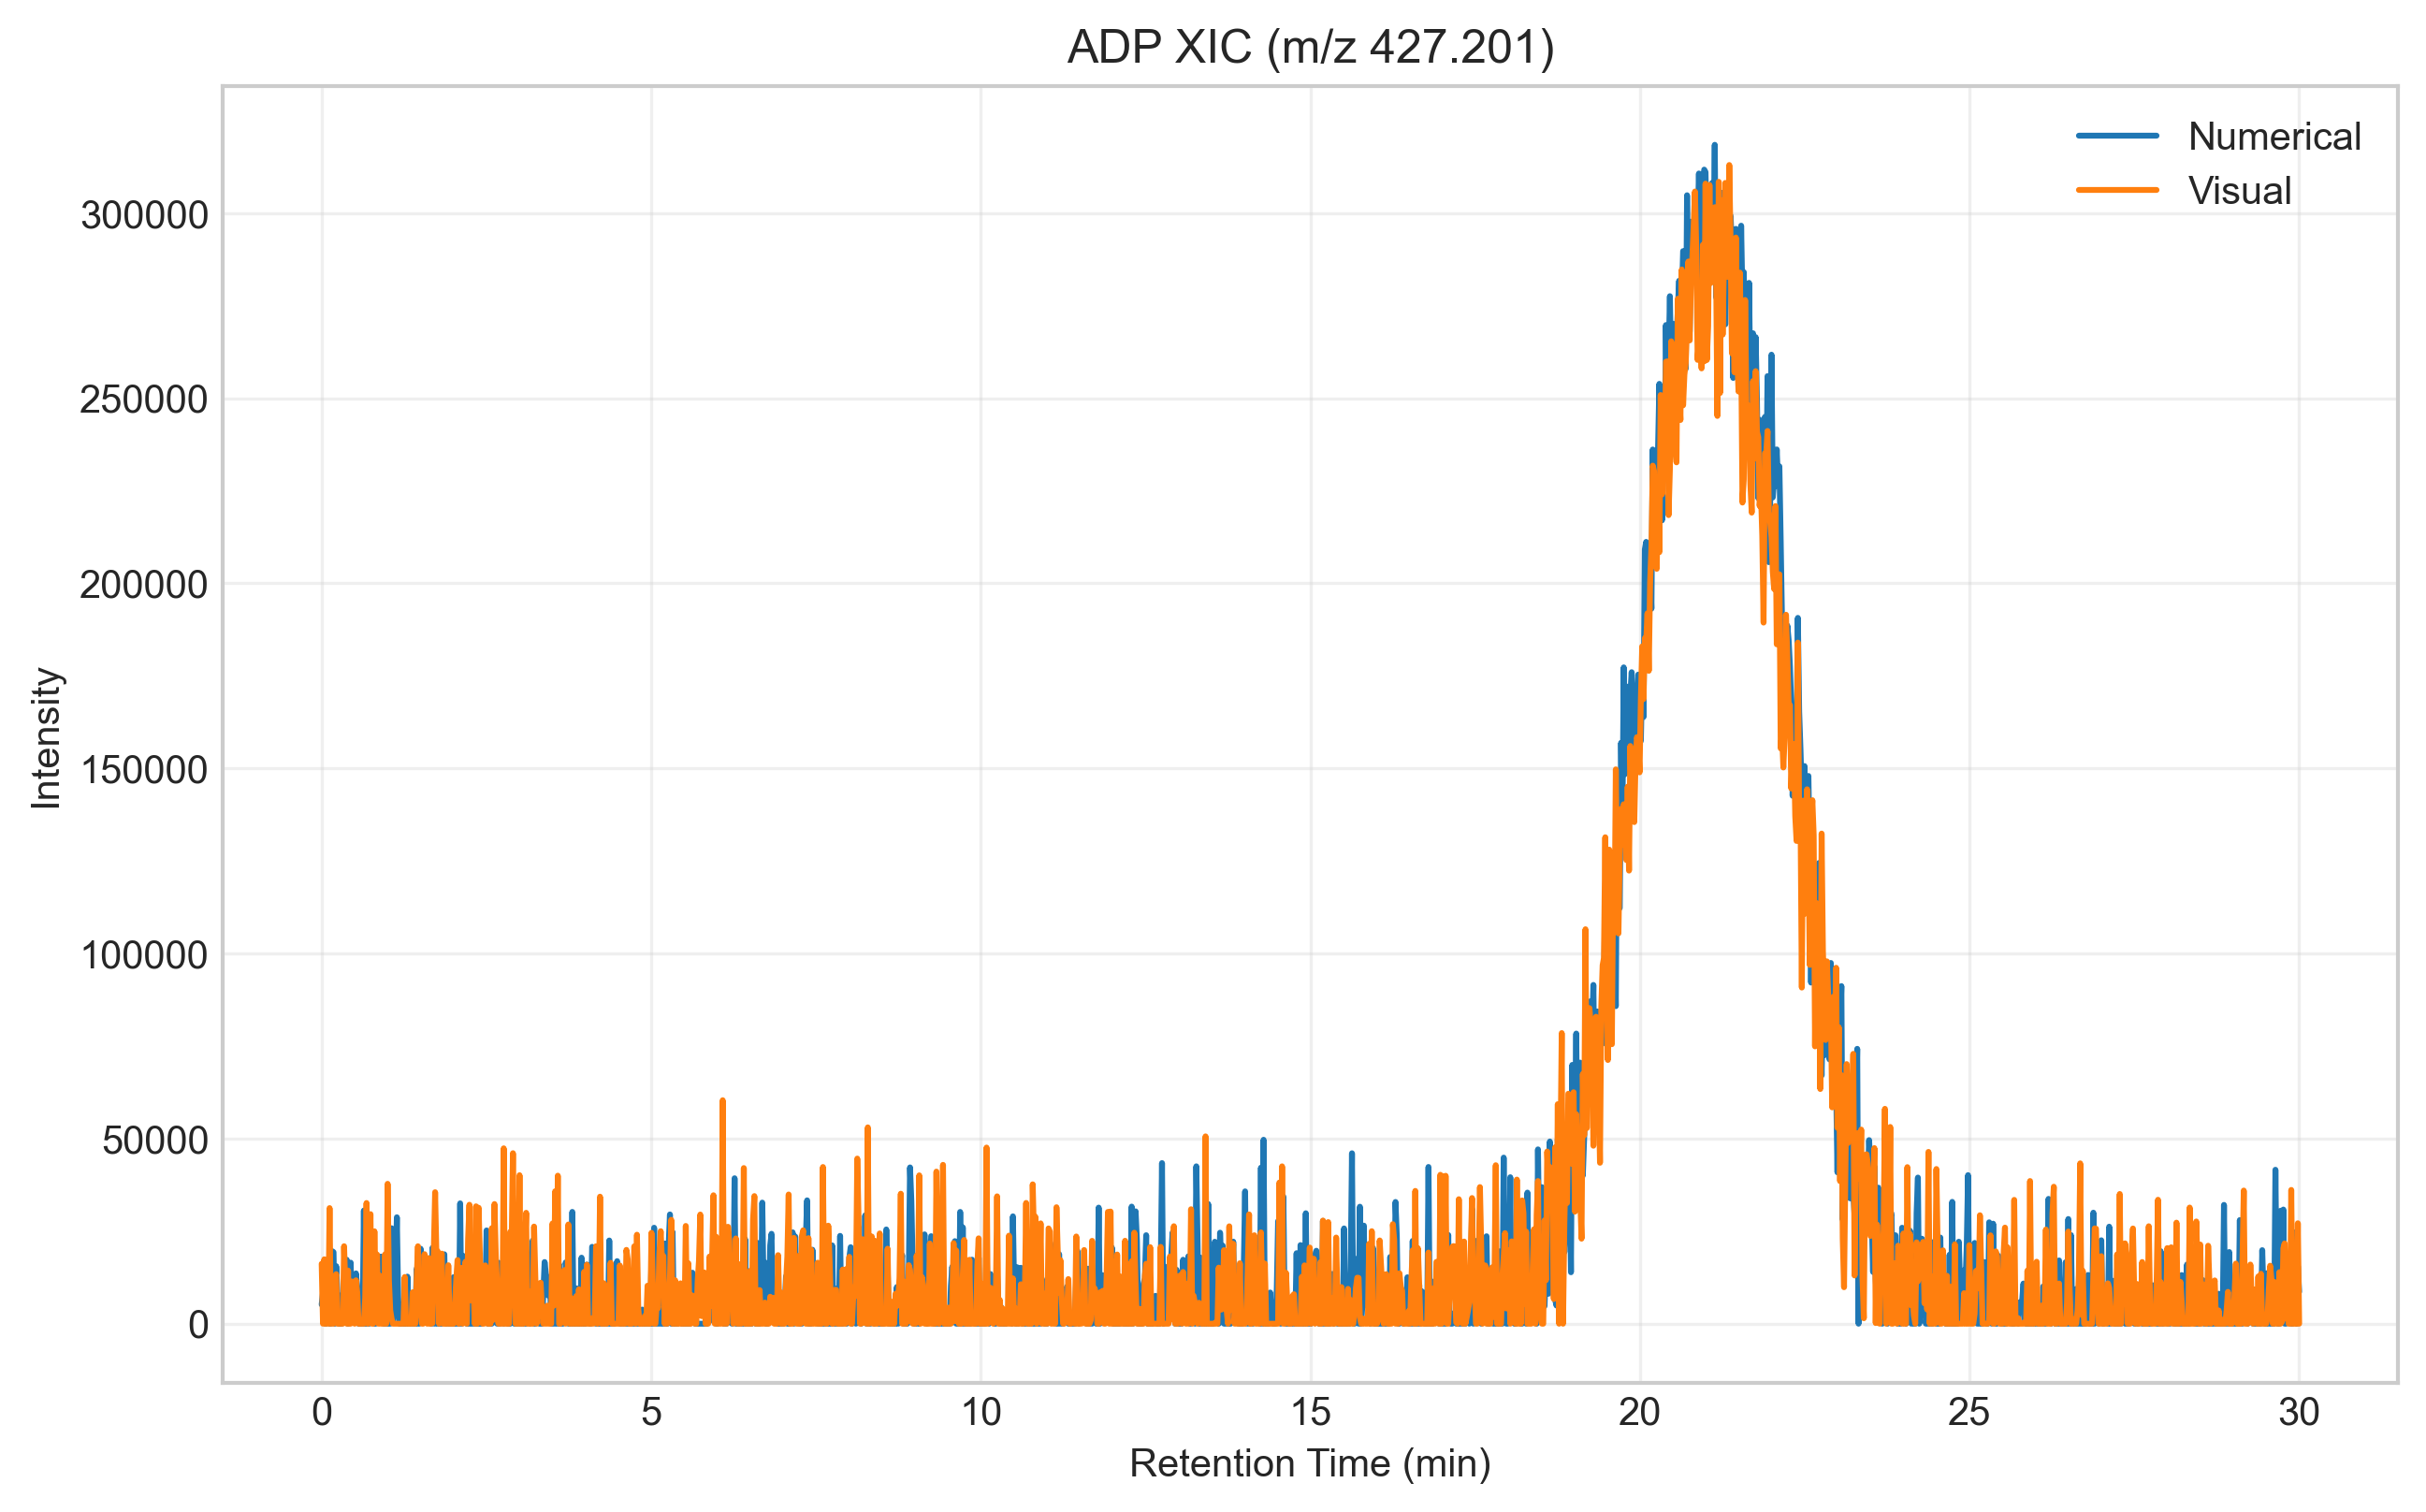 ADP XIC (m/z 427.201)
Numerical
Visual
300000
250000
200000
150000
100000
50000
0
Intensity
0 5 10 15 20 25 30
Retention Time (min)